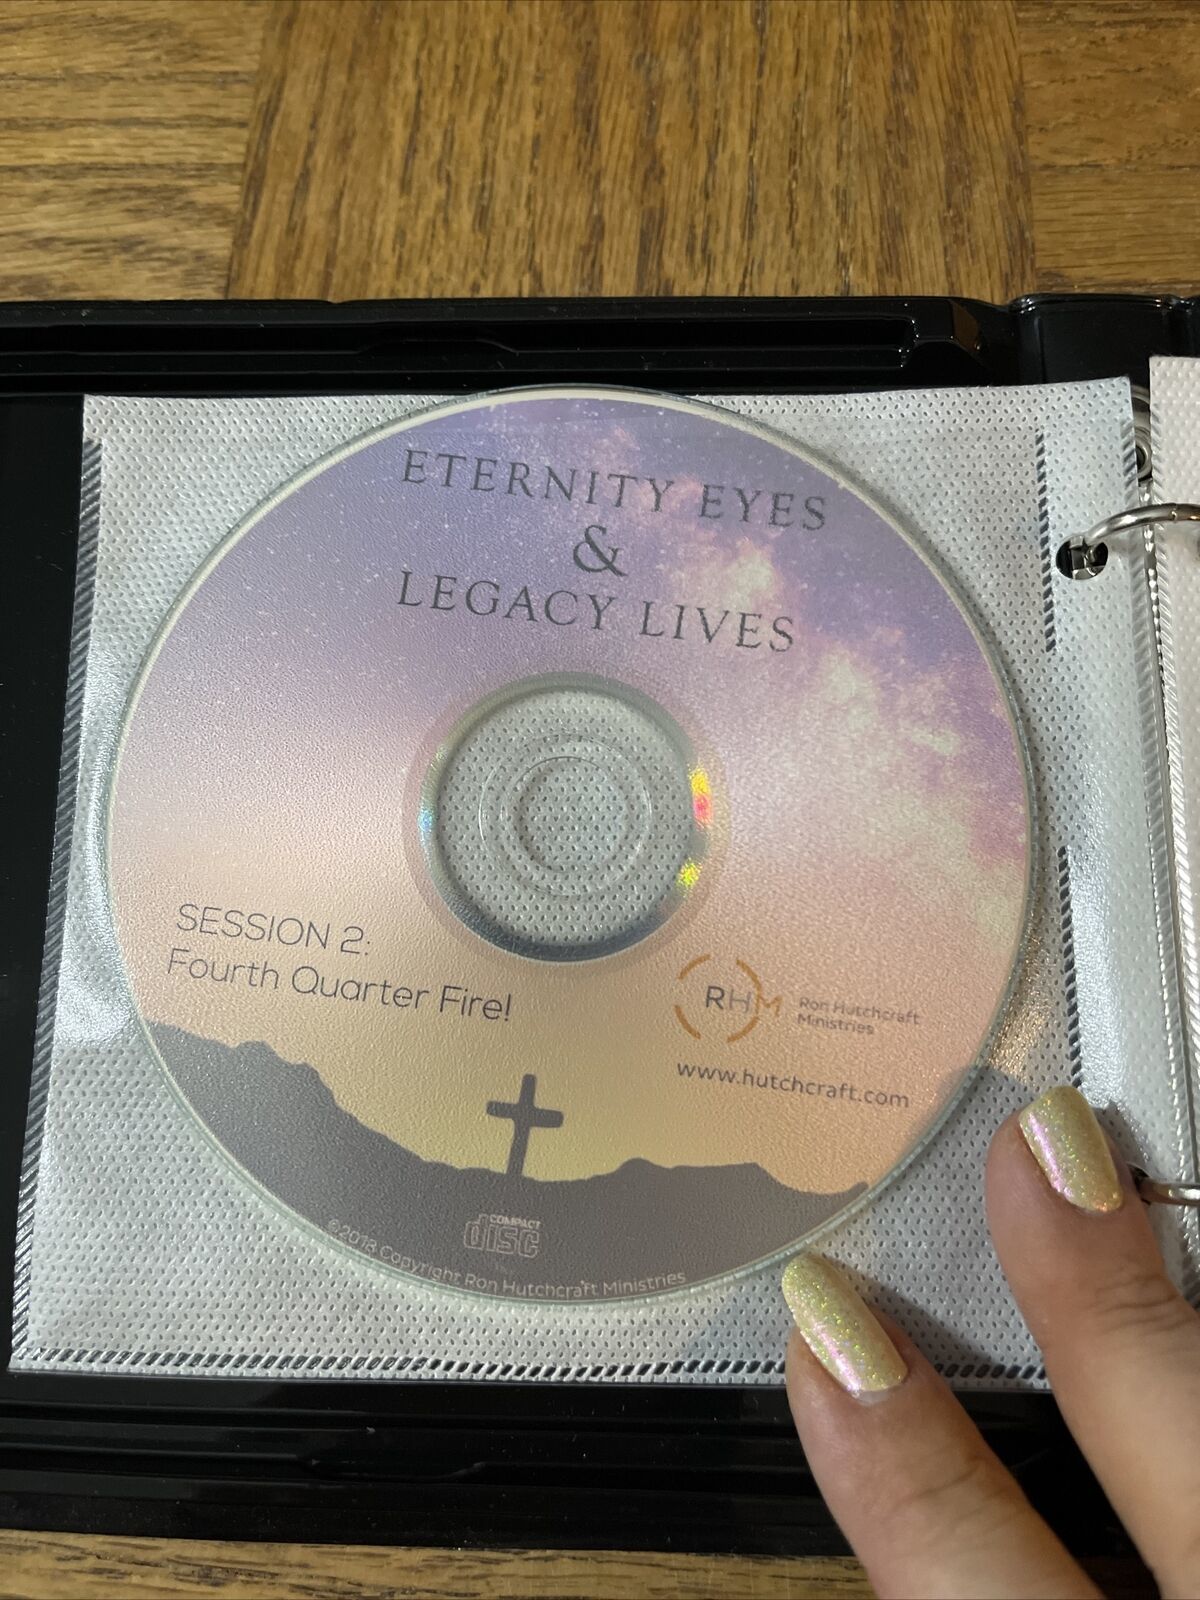 ETERNITY EYES
&
LEGACY LIVES
SESSION 2:
Fourth Quarter Fire!
RHM
Ron Hutchcraft
Ministries
www.hutchcraft.com
COMPACT
disc
©2018 Copyright Ron Hutchcraft Ministries